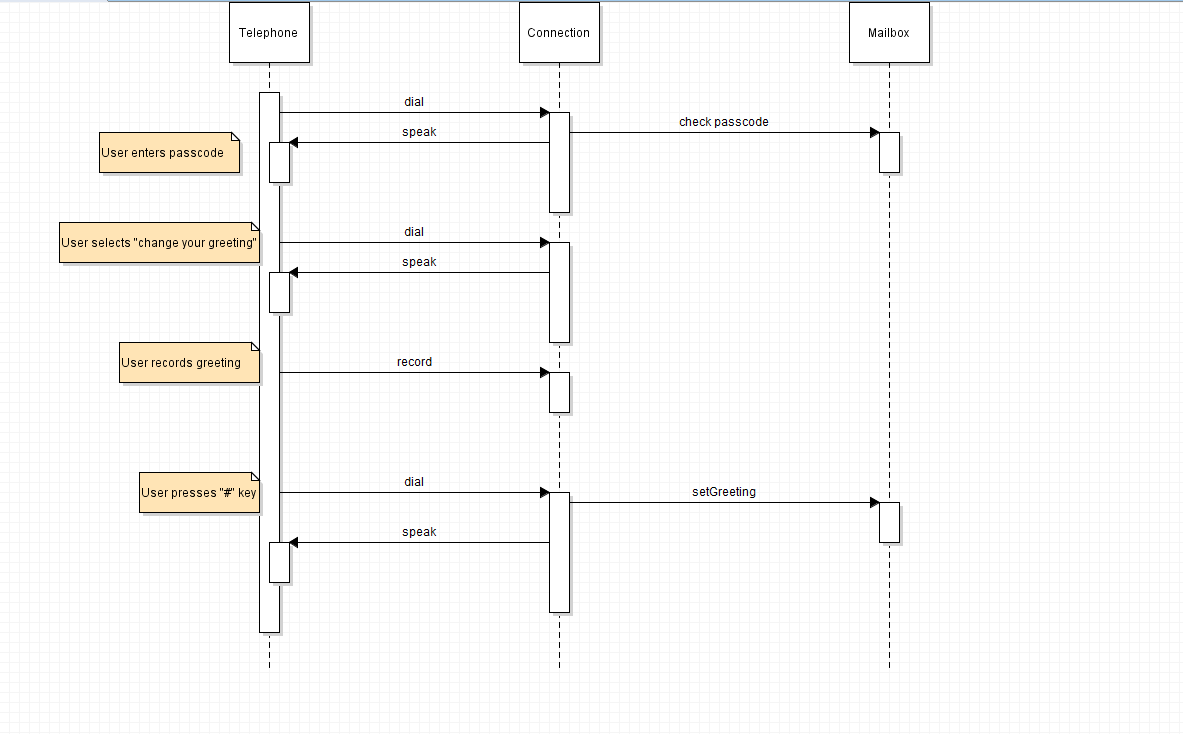 Telephone
Connection
Mailbox
dial
check passcode
speak
User enters passcode
dial
User selects "change your greeting"
speak
record
User records greeting
dial
setGreeting
User presses "#" key
speak